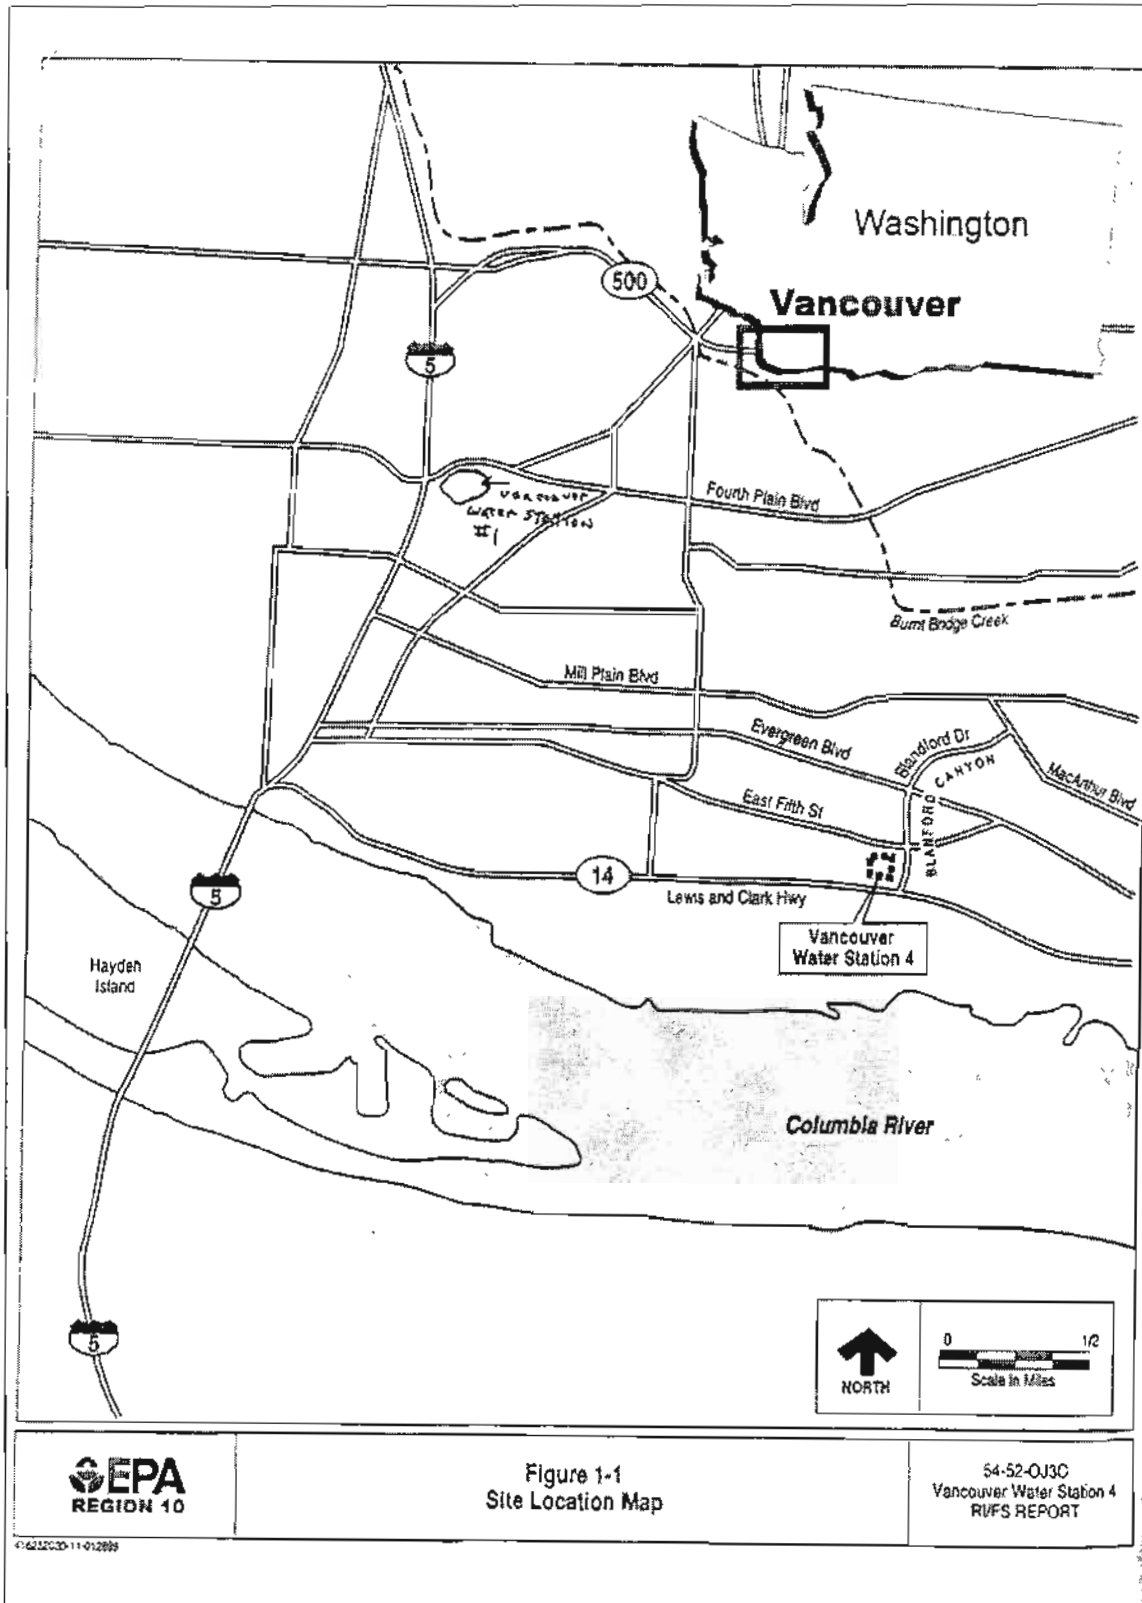 Washington
Vancouver
500
5
Fourth Plain Blvd
VANCOUVER
WATER STATION
#1
Burnt Bridge Creek
Mill Plain Blvd
Evergreen Blvd
Blandford Dr
BLANFORD CANYON
MacArthur Blvd
East Fifth St
14
Lewis and Clark Hwy
5
Vancouver
Water Station 4
Hayden
Island
Columbia River
5
NORTH
0 1/2
Scale In Miles
EPA
REGION 10
Figure 1-1
Site Location Map
54-52-OJ3C
Vancouver Water Station 4
RI/FS REPORT